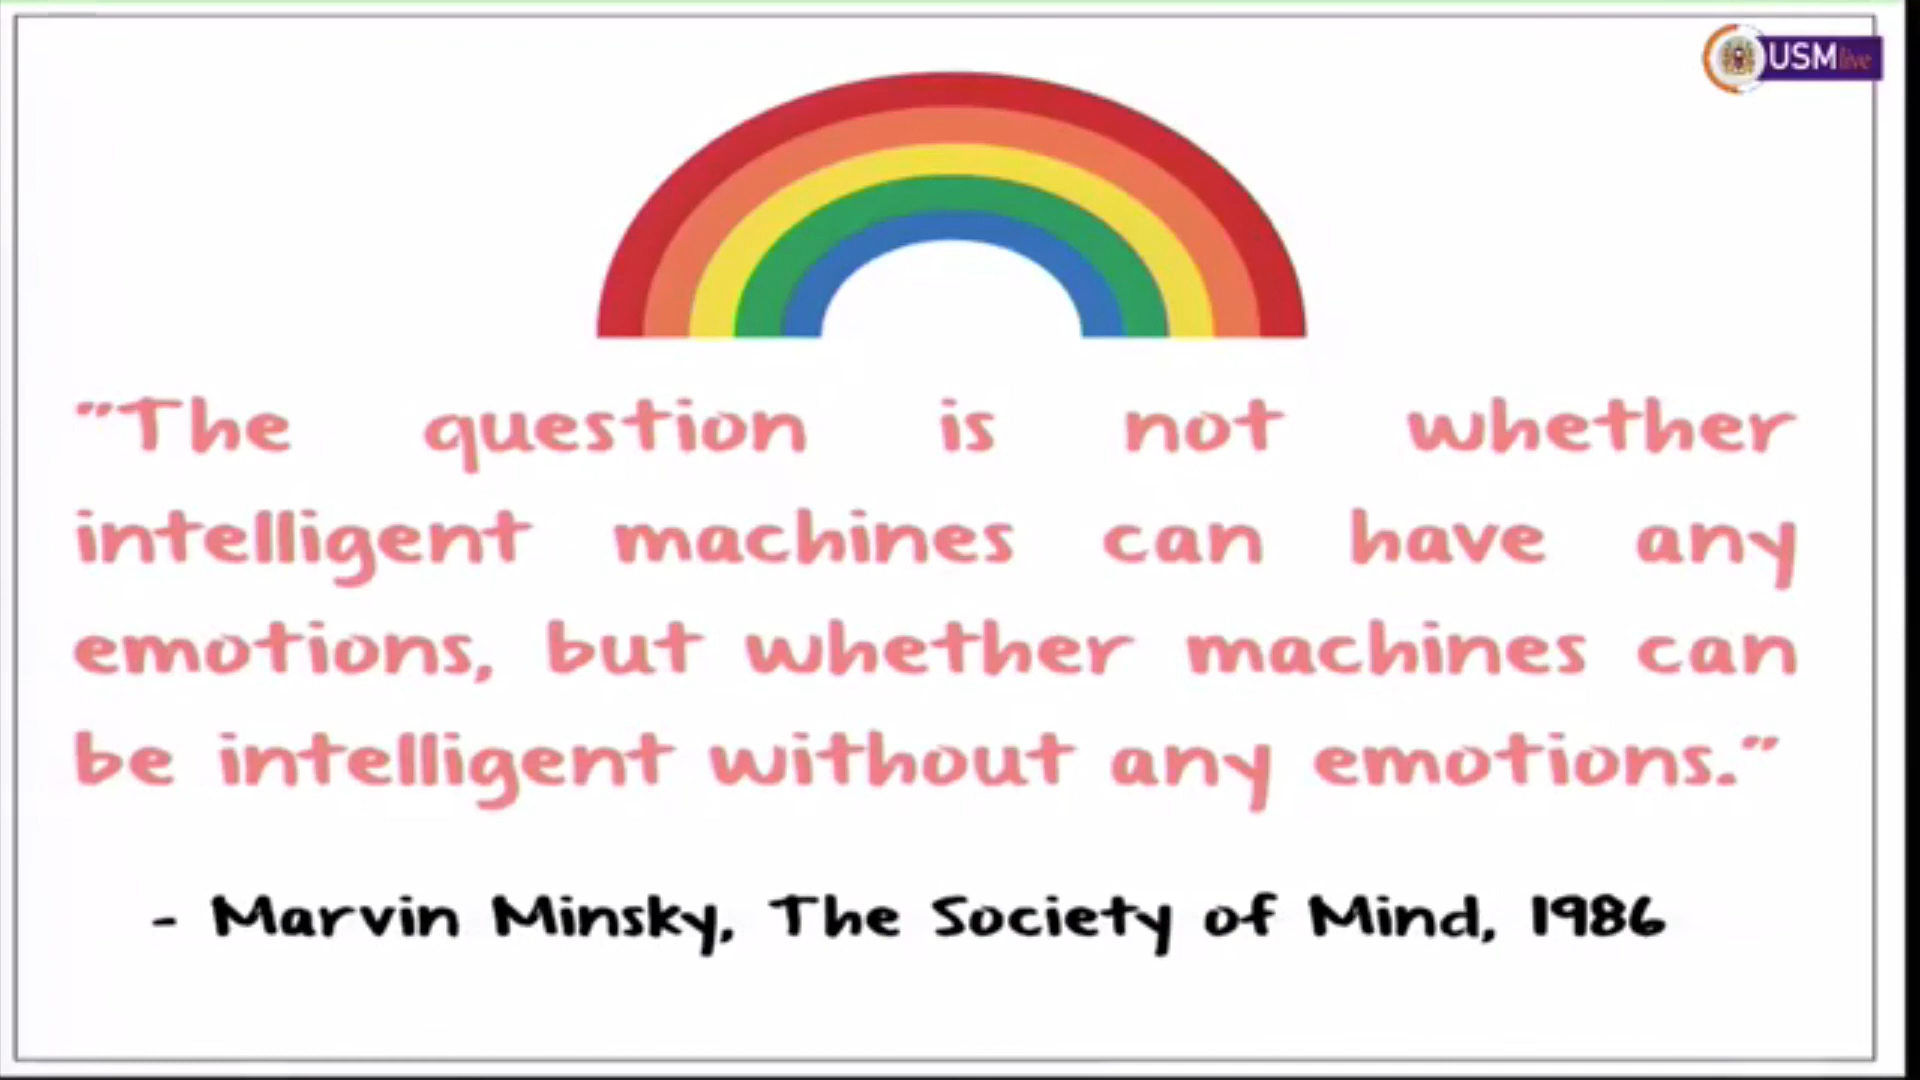 USMlive
"The question is not whether
intelligent machines can have any
emotions, but whether machines can
be intelligent without any emotions."
- Marvin Minsky, The Society of Mind, 1986